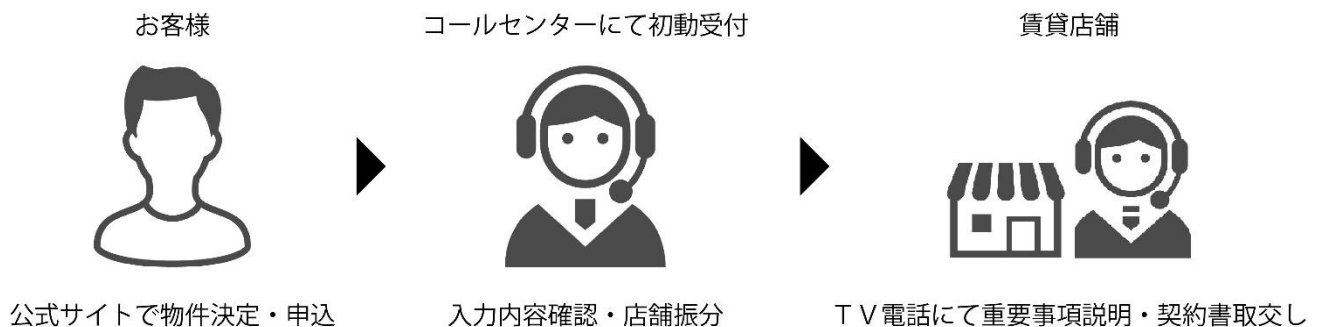 お客様
コールセンターにて初動受付
賃貸店舗
公式サイトで物件決定・申込
入力内容確認・店舗振分
ＴＶ電話にて重要事項説明・契約書取交し